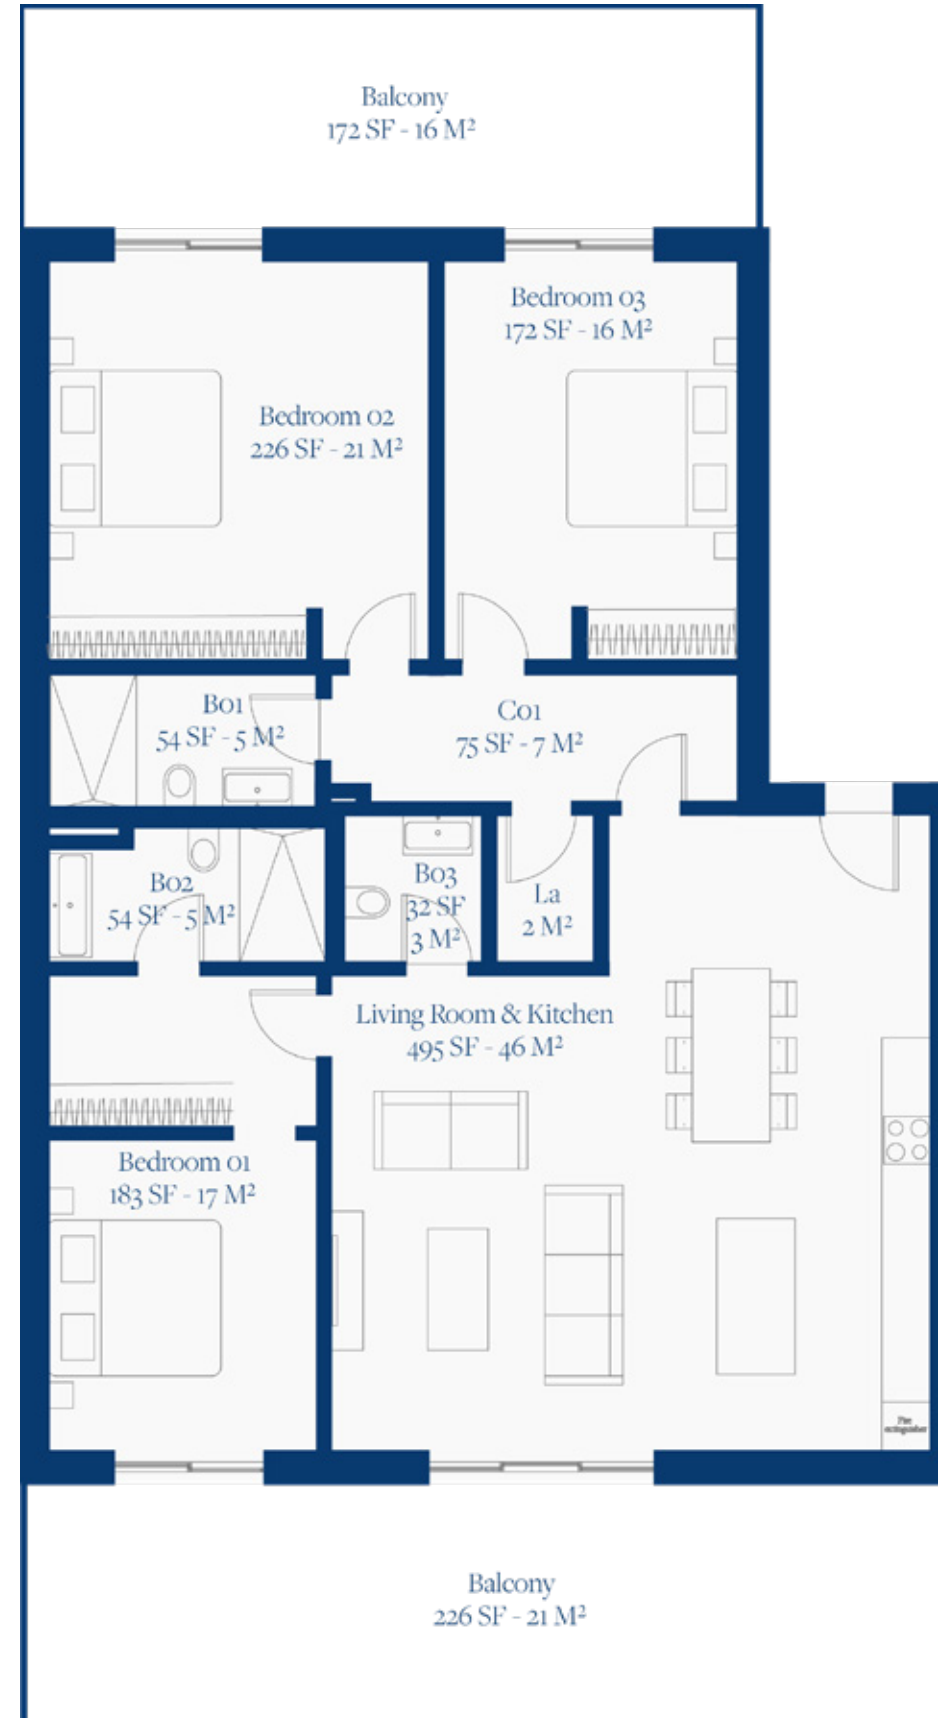 Balcony
172 SF - 16 M²
Bedroom 03
172 SF - 16 M²
Bedroom 02
226 SF - 21 M²
B01
54 SF - 5 M²
C01
75 SF - 7 M²
B02
54 SF - 5 M²
B03
32 SF
3 M²
La
2 M²
Living Room & Kitchen
495 SF - 46 M²
Bedroom 01
183 SF - 17 M²
Fire
extinguisher
Balcony
226 SF - 21 M²